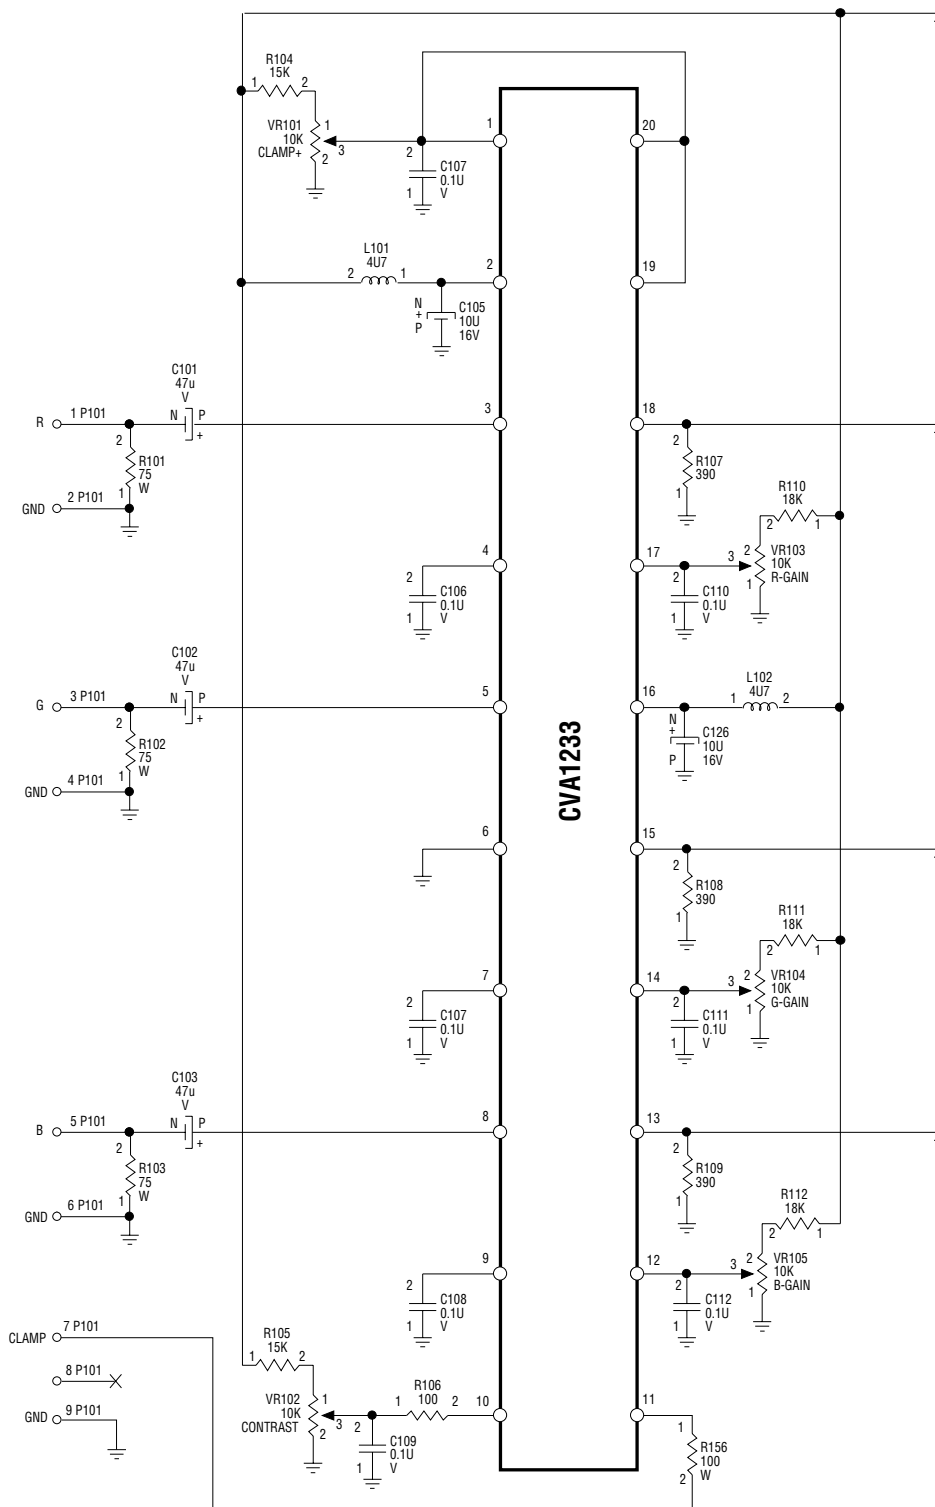 R104
15K
1
2
VR101
10K
CLAMP+
1
2
3
2
C107
0.1U
V
1
1
20
L101
4U7
2
1
2
19
N
+
P
C105
10U
16V
C101
47u
V
R
1 P101
N
P
+
3
18
2
R101
75
W
1
GND
2 P101
2
R107
390
1
R110
18K
2
1
4
17
3
2
VR103
10K
R-GAIN
1
2
C106
0.1U
V
1
2
C110
0.1U
V
1
C102
47u
V
G
3 P101
N
P
+
5
16
L102
4U7
1
2
2
R102
75
W
1
GND
4 P101
N
+
P
C126
10U
16V
CVA1233
6
15
2
R108
390
1
R111
18K
2
1
7
14
3
2
VR104
10K
G-GAIN
1
2
C107
0.1U
V
1
2
C111
0.1U
V
1
C103
47u
V
B
5 P101
N
P
+
8
13
2
R103
75
W
1
GND
6 P101
2
R109
390
1
R112
18K
2
1
9
12
3
2
VR105
10K
B-GAIN
1
2
C108
0.1U
V
1
2
C112
0.1U
V
1
CLAMP
7 P101
8 P101
GND
9 P101
R105
15K
1
2
VR102
10K
CONTRAST
1
2
3
R106
100
1
2
10
11
2
C109
0.1U
V
1
1
R156
100
W
2